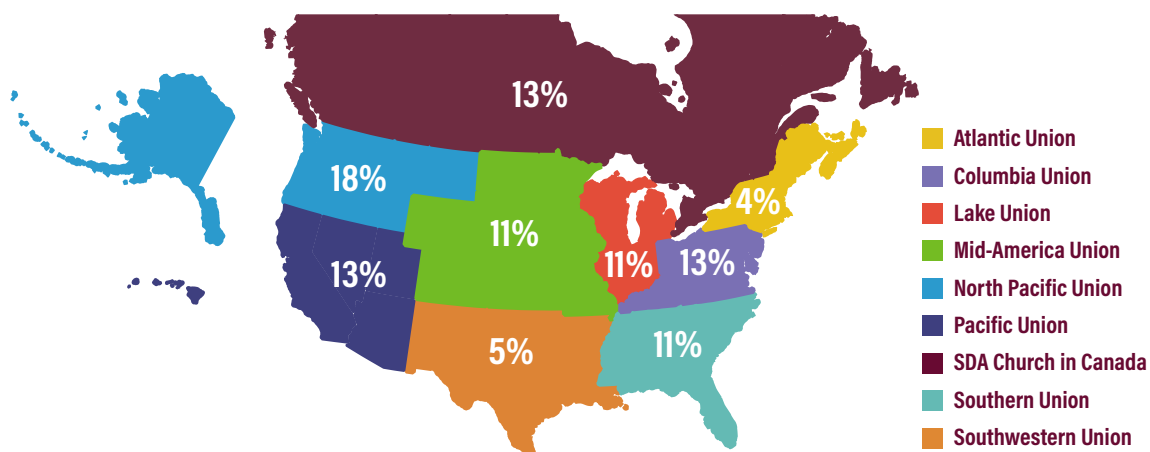 13%
18%
11%
4%
11%
13%
13%
5%
11%
Atlantic Union
Columbia Union
Lake Union
Mid-America Union
North Pacific Union
Pacific Union
SDA Church in Canada
Southern Union
Southwestern Union